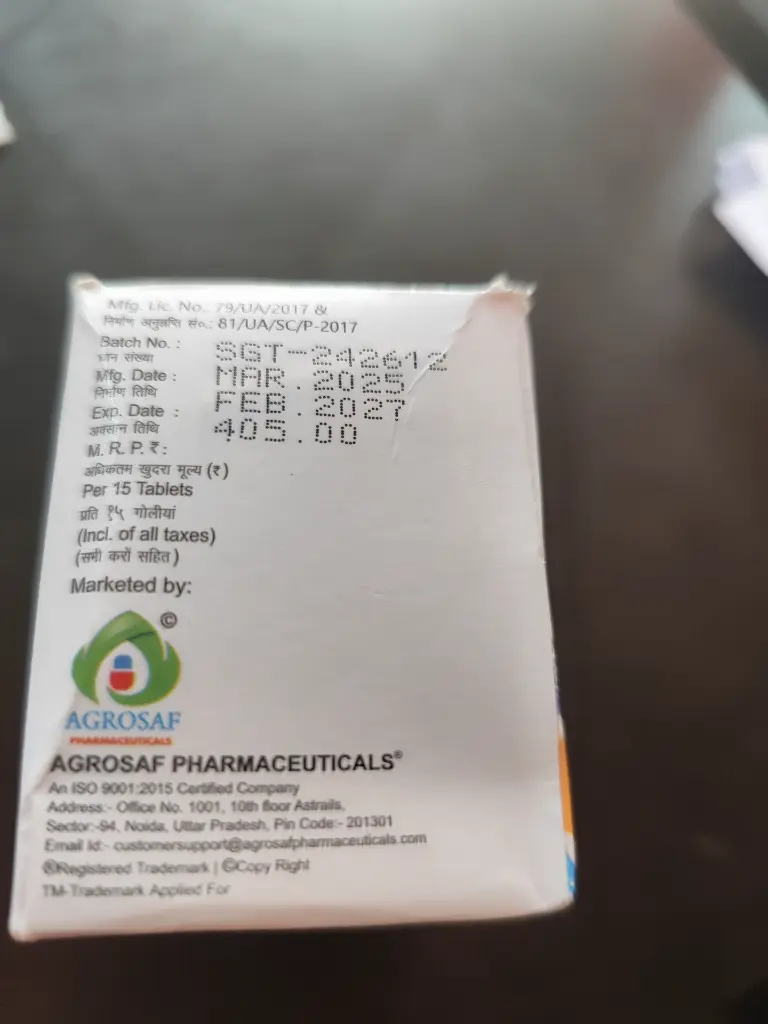 Mfg. Lic. No.. 79/UA/2017 &
निर्माण अनुज्ञप्ति सं०.: 81/UA/SC/P-2017
Batch No. : SGT-242612
घान संख्या
Mfg. Date : MAR.2025
निर्माण तिथि
Exp. Date : FEB.2027
अवसान तिथि
M. R. P. ₹: 405.00
अधिकतम खुदरा मूल्य (₹)
Per 15 Tablets
प्रति १५ गोलीयां
(Incl. of all taxes)
(सभी करों सहित)
Marketed by:
©
AGROSAF
PHARMACEUTICALS
AGROSAF PHARMACEUTICALS®
An ISO 9001:2015 Certified Company
Address:- Office No. 1001, 10th floor Astrails,
Sector:-94, Noida, Uttar Pradesh, Pin Code:- 201301
Email Id:- customersupport@agrosafpharmaceuticals.com
®Registered Trademark | ©Copy Right
TM-Trademark Applied For